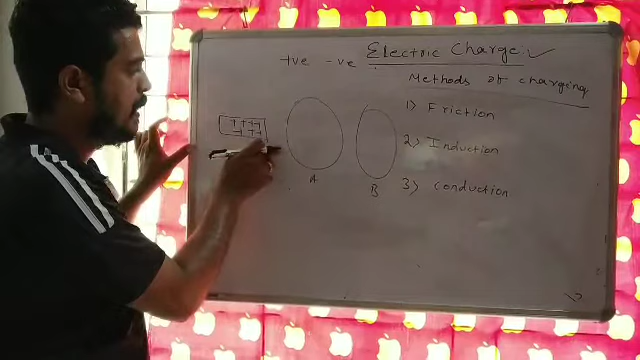 +ve -ve Electric Charge
Methods of charging
1) Friction
2) Induction
3) conduction
+ + + + +
+ + +
A
B